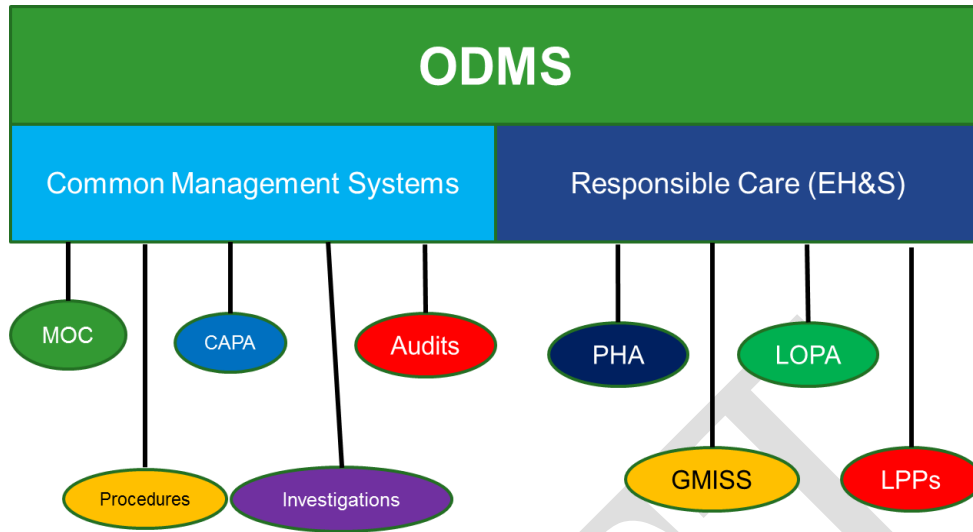 ODMS
Common Management Systems
Responsible Care (EH&S)
MOC
CAPA
Audits
PHA
LOPA
Procedures
Investigations
GMISS
LPPs